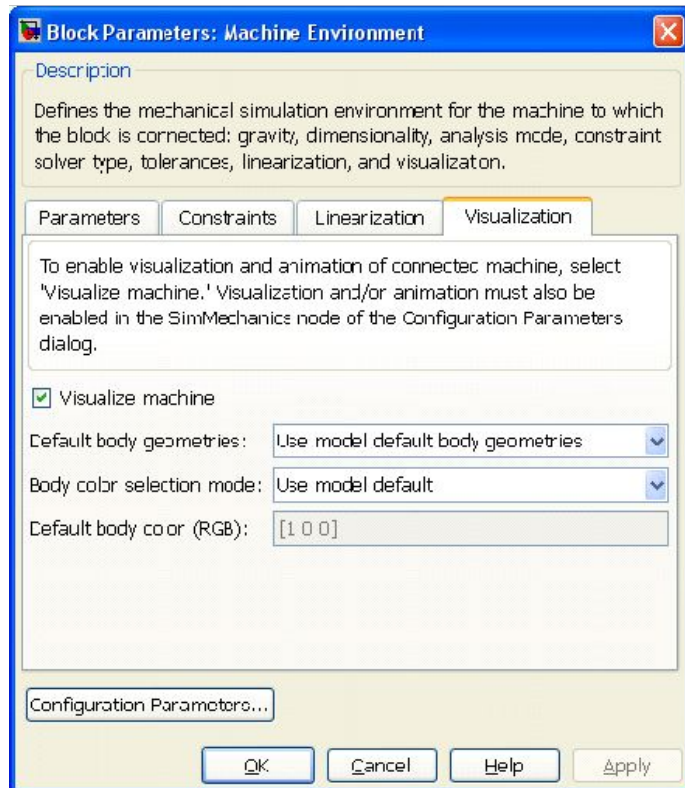 Block Parameters: Machine Environment
Description
Defines the mechanical simulation environment for the machine to which
the block is connected: gravity, dimensionality, analysis mode, constraint
solver type, tolerances, linearization, and visualization.
Parameters Constraints Linearization Visualization
To enable visualization and animation of connected machine, select
'Visualize machine.' Visualization and/or animation must also be
enabled in the SimMechanics node of the Configuration Parameters
dialog.
Visualize machine
Default body geometries: Use model default body geometries
Body color selection mode: Use model default
Default body color (RGB): [1 0 0]
Configuration Parameters...
OK Cancel Help Apply